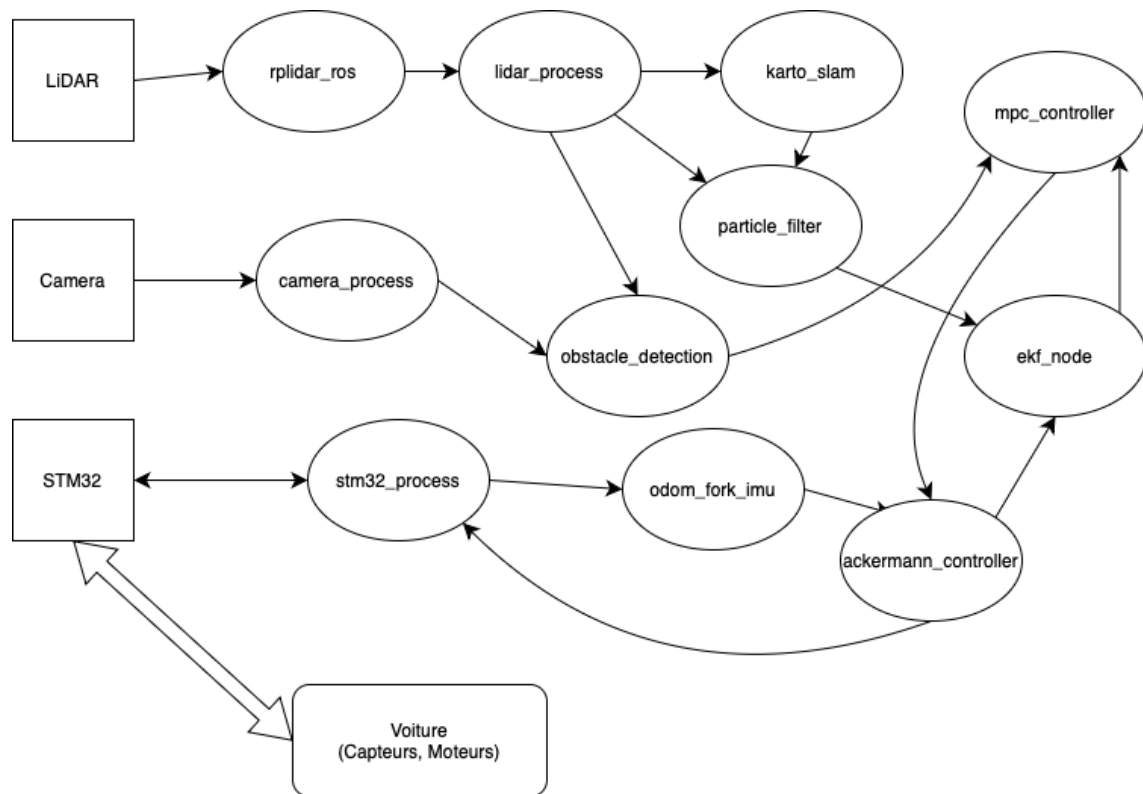 LiDAR
rplidar_ros
lidar_process
karto_slam
mpc_controller
particle_filter
Camera
camera_process
obstacle_detection
ekf_node
STM32
stm32_process
odom_fork_imu
ackermann_controller
Voiture
(Capteurs, Moteurs)